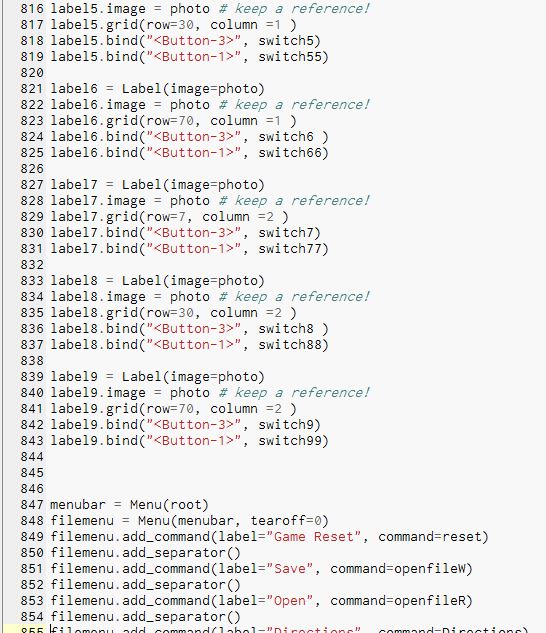 816 label5.image = photo # keep a reference!
817 label5.grid(row=30, column =1 )
818 label5.bind("<Button-3>", switch5)
819 label5.bind("<Button-1>", switch55)
820
821 label6 = Label(image=photo)
822 label6.image = photo # keep a reference!
823 label6.grid(row=70, column =1 )
824 label6.bind("<Button-3>", switch6 )
825 label6.bind("<Button-1>", switch66)
826
827 label7 = Label(image=photo)
828 label7.image = photo # keep a reference!
829 label7.grid(row=7, column =2 )
830 label7.bind("<Button-3>", switch7)
831 label7.bind("<Button-1>", switch77)
832
833 label8 = Label(image=photo)
834 label8.image = photo # keep a reference!
835 label8.grid(row=30, column =2 )
836 label8.bind("<Button-3>", switch8 )
837 label8.bind("<Button-1>", switch88)
838
839 label9 = Label(image=photo)
840 label9.image = photo # keep a reference!
841 label9.grid(row=70, column =2 )
842 label9.bind("<Button-3>", switch9)
843 label9.bind("<Button-1>", switch99)
844
845
846
847 menubar = Menu(root)
848 filemenu = Menu(menubar, tearoff=0)
849 filemenu.add_command(label="Game Reset", command=reset)
850 filemenu.add_separator()
851 filemenu.add_command(label="Save", command=openfileW)
852 filemenu.add_separator()
853 filemenu.add_command(label="Open", command=openfileR)
854 filemenu.add_separator()
855 filemenu.add_command(label="Directions", command=Directions)